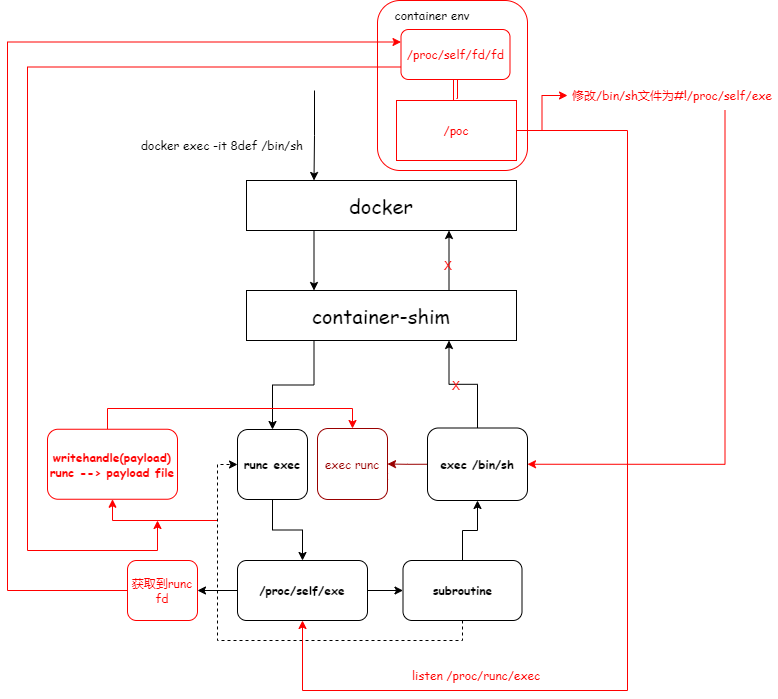 container env
/proc/self/fd/fd
修改/bin/sh文件为#!/proc/self/exe
/poc
docker exec -it 8def /bin/sh
docker
X
container-shim
X
writehandle(payload)
runc --> payload file
runc exec
exec runc
exec /bin/sh
获取到runc
fd
/proc/self/exe
subroutine
listen /proc/runc/exec